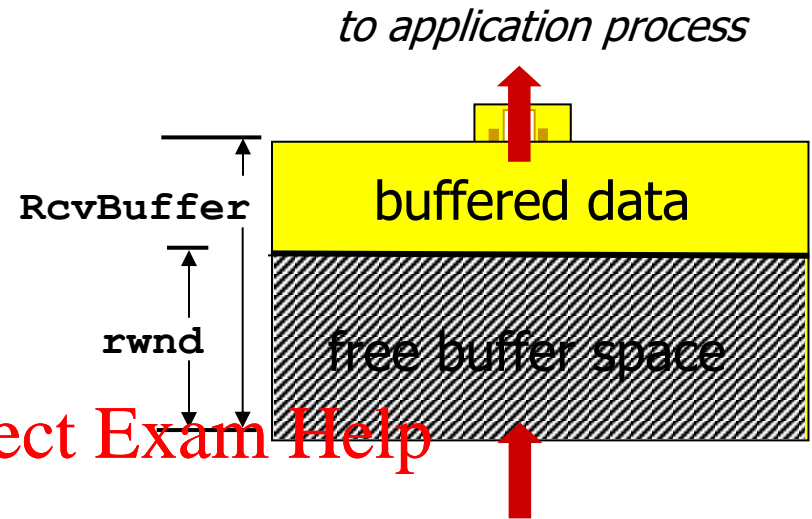 to application process
RcvBuffer
buffered data
rwnd
free buffer space
ect Exam Help